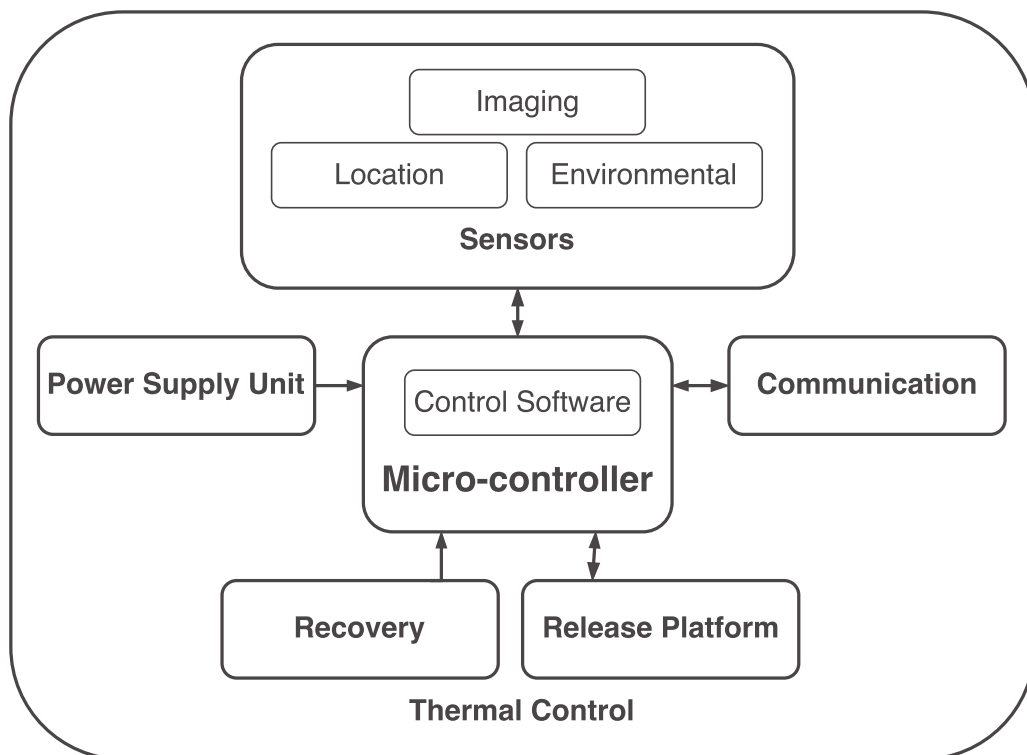 Imaging
Location
Environmental
Sensors
Power Supply Unit
Control Software
Communication
Micro-controller
Recovery
Release Platform
Thermal Control